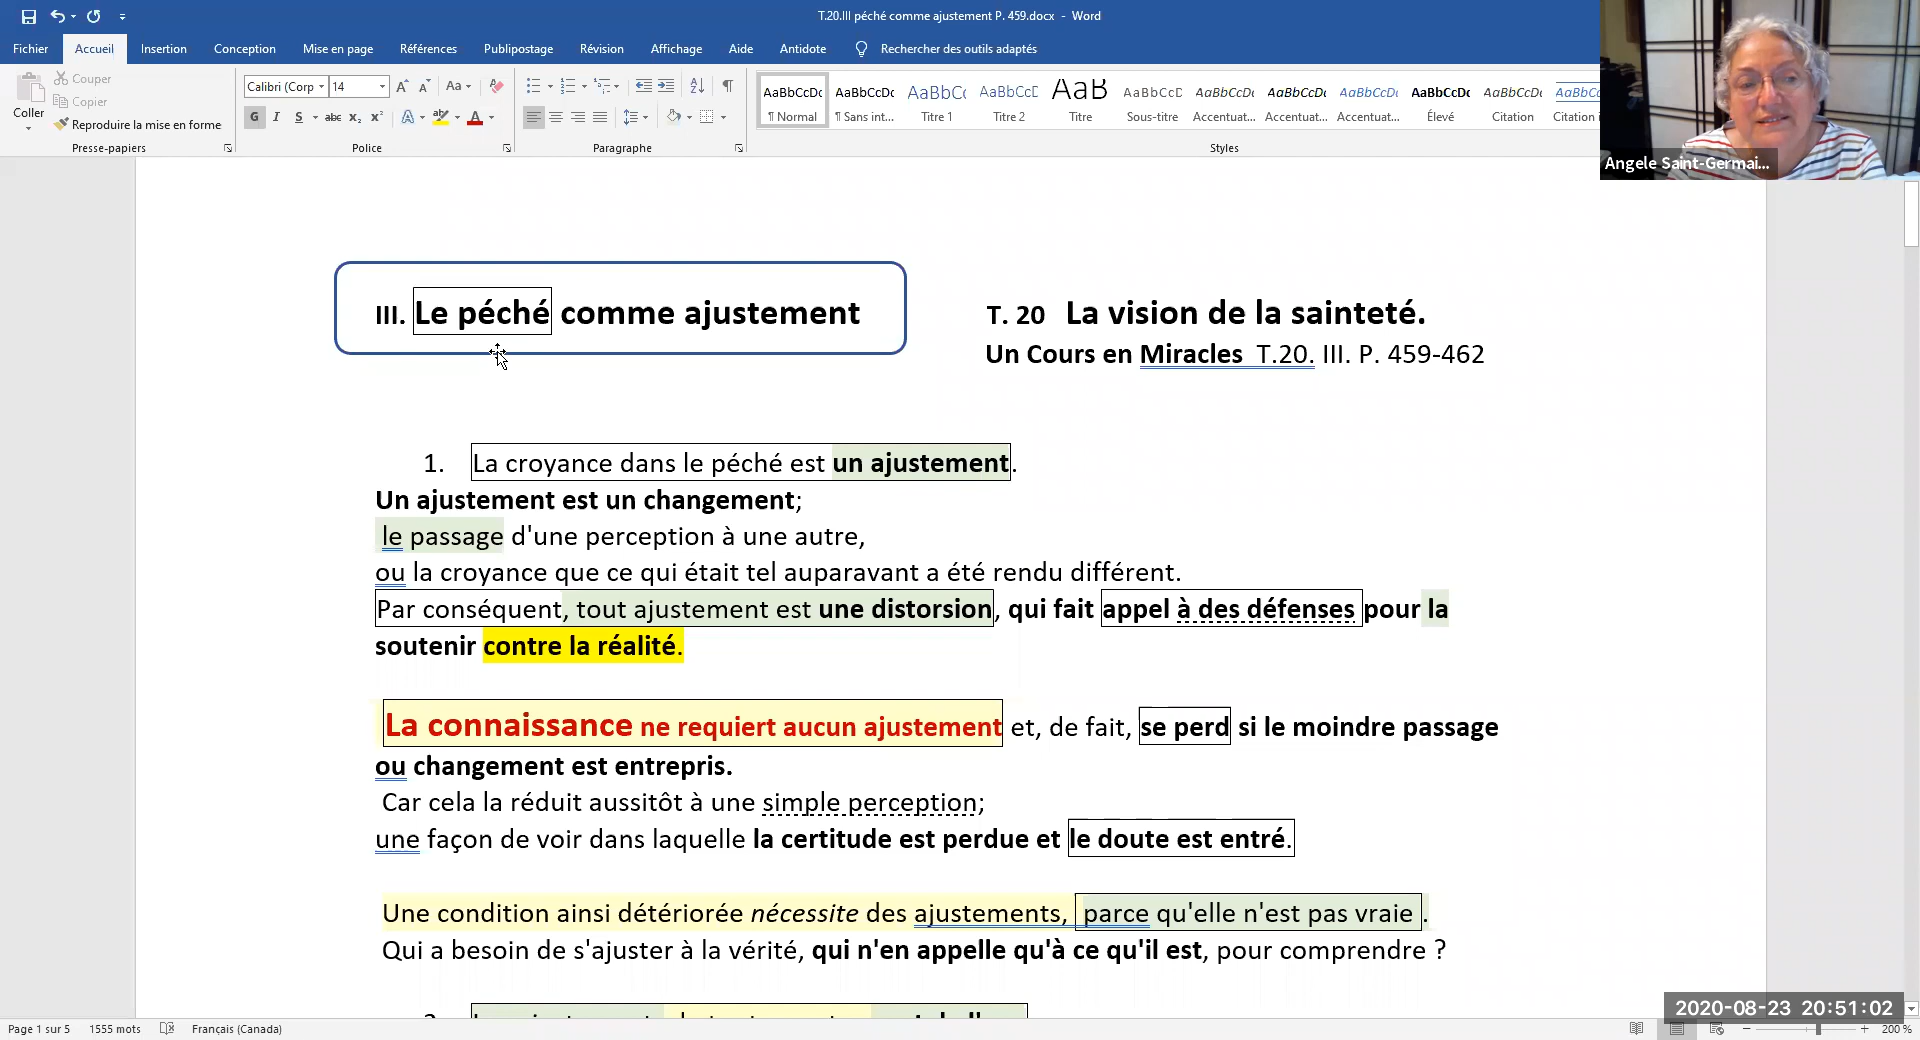 T.20.III péché comme ajustement P. 459.docx - Word
Fichier Accueil Insertion Conception Mise en page Références Publipostage Révision Affichage Aide Antidote Rechercher des outils adaptés
Coller
Couper
Copier
Reproduire la mise en forme
Presse-papiers
Calibri (Corp 14
Aa
G I S abc x₂ x²
Police
Paragraphe
AaBbCcDc AaBbCcDc AaBbC( AaBbCcE AaB AaBbCcD AaBbCcDc AaBbCcDc AaBbCcDc AaBbCcDc AaBbCcDc AaBbCcDc
¶ Normal ¶ Sans int... Titre 1 Titre 2 Titre Sous-titre Accentuat... Accentuat... Accentuat... Élevé Citation Citation i
Styles
Angele Saint-Germai...
III. Le péché comme ajustement
T. 20 La vision de la sainteté.
Un Cours en Miracles T.20. III. P. 459-462
1. La croyance dans le péché est un ajustement.
Un ajustement est un changement;
le passage d'une perception à une autre,
ou la croyance que ce qui était tel auparavant a été rendu différent.
Par conséquent, tout ajustement est une distorsion, qui fait appel à des défenses pour la
soutenir contre la réalité.
La connaissance ne requiert aucun ajustement et, de fait, se perd si le moindre passage
ou changement est entrepris.
Car cela la réduit aussitôt à une simple perception;
une façon de voir dans laquelle la certitude est perdue et le doute est entré.
Une condition ainsi détériorée nécessite des ajustements, parce qu'elle n'est pas vraie .
Qui a besoin de s'ajuster à la vérité, qui n'en appelle qu'à ce qu'il est, pour comprendre ?
2020-08-23 20:51:02
Page 1 sur 5 1555 mots Français (Canada) 200 %